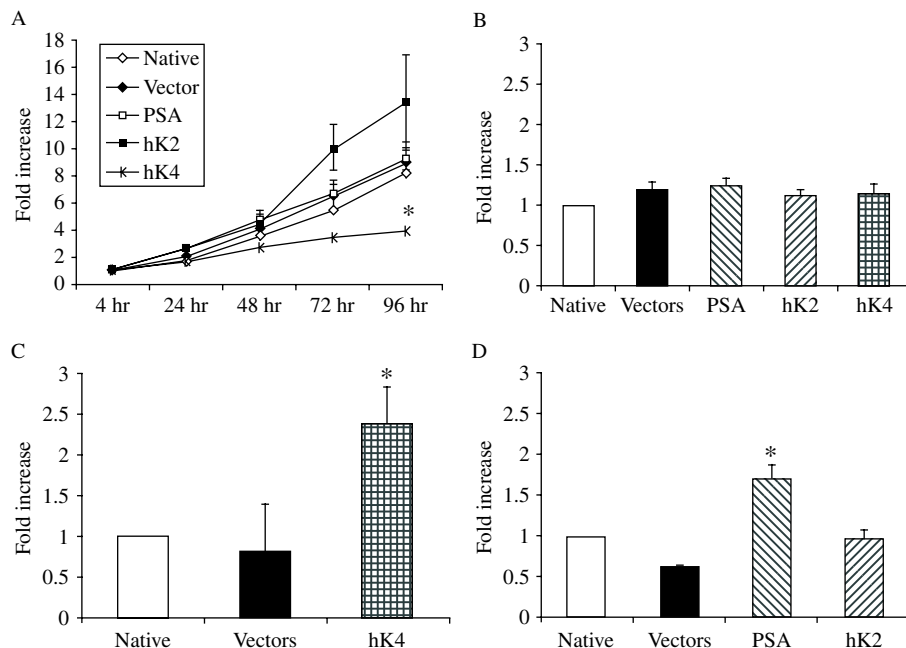 A
Fold increase
18
16
14
12
10
8
6
4
2
0
Native
Vector
PSA
hK2
hK4
*
4 hr 24 hr 48 hr 72 hr 96 hr
B
Fold increase
3
2.5
2
1.5
1
0.5
0
Native Vectors PSA hK2 hK4
C
Fold increase
3
2.5
2
1.5
1
0.5
0
*
Native Vectors hK4
D
Fold increase
3
2.5
2
1.5
1
0.5
0
*
Native Vectors PSA hK2